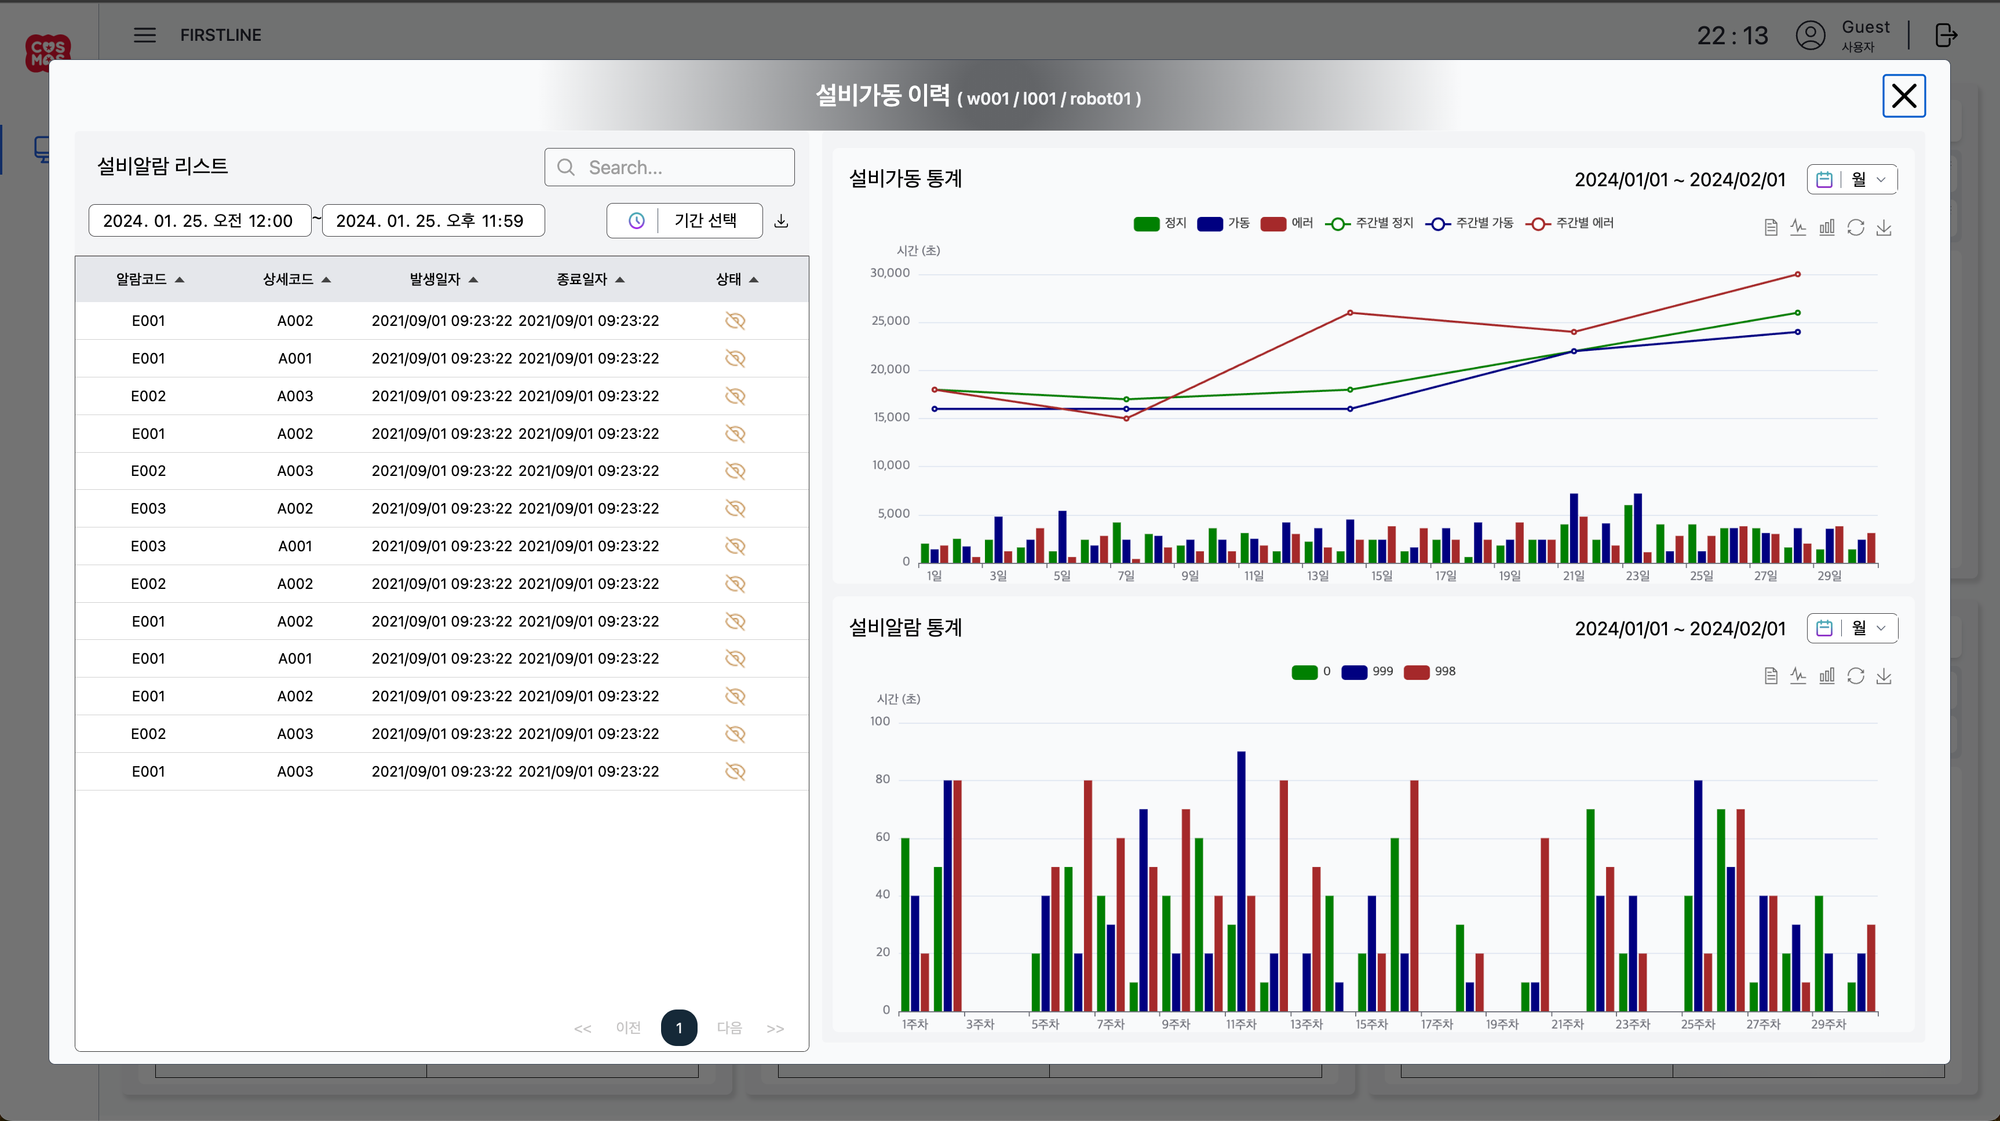 COS
MOS
FIRSTLINE
22 : 13
Guest
사용자
설비가동 이력 ( w001 / l001 / robot01 )
설비알람 리스트
Search...
2024. 01. 25. 오전 12:00 ~ 2024. 01. 25. 오후 11:59
기간 선택
알람코드 상세코드 발생일자 종료일자 상태
E001 A002 2021/09/01 09:23:22 2021/09/01 09:23:22
E001 A001 2021/09/01 09:23:22 2021/09/01 09:23:22
E002 A003 2021/09/01 09:23:22 2021/09/01 09:23:22
E001 A002 2021/09/01 09:23:22 2021/09/01 09:23:22
E002 A003 2021/09/01 09:23:22 2021/09/01 09:23:22
E003 A002 2021/09/01 09:23:22 2021/09/01 09:23:22
E003 A001 2021/09/01 09:23:22 2021/09/01 09:23:22
E002 A002 2021/09/01 09:23:22 2021/09/01 09:23:22
E001 A002 2021/09/01 09:23:22 2021/09/01 09:23:22
E001 A001 2021/09/01 09:23:22 2021/09/01 09:23:22
E001 A002 2021/09/01 09:23:22 2021/09/01 09:23:22
E002 A003 2021/09/01 09:23:22 2021/09/01 09:23:22
E001 A003 2021/09/01 09:23:22 2021/09/01 09:23:22
<< 이전 1 다음 >>
설비가동 통계
2024/01/01 ~ 2024/02/01
월
정지 가동 에러 주간별 정지 주간별 가동 주간별 에러
시간 (초)
30,000
25,000
20,000
15,000
10,000
5,000
0
1일 3일 5일 7일 9일 11일 13일 15일 17일 19일 21일 23일 25일 27일 29일
설비알람 통계
2024/01/01 ~ 2024/02/01
월
0 999 998
시간 (초)
100
80
60
40
20
0
1주차 3주차 5주차 7주차 9주차 11주차 13주차 15주차 17주차 19주차 21주차 23주차 25주차 27주차 29주차